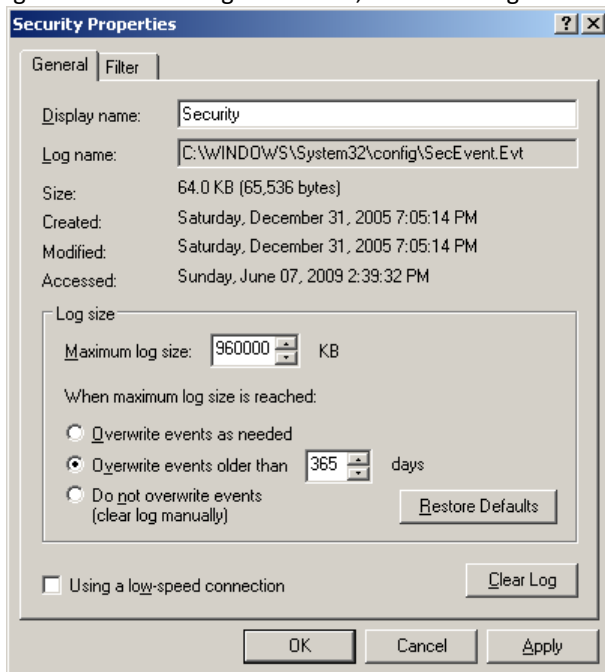 Security Properties
General Filter
Display name: Security
Log name: C:\WINDOWS\System32\config\SecEvent.Evt
Size: 64.0 KB (65,536 bytes)
Created: Saturday, December 31, 2005 7:05:14 PM
Modified: Saturday, December 31, 2005 7:05:14 PM
Accessed: Sunday, June 07, 2009 2:39:32 PM
Log size
Maximum log size: 960000 KB
When maximum log size is reached:
Overwrite events as needed
Overwrite events older than 365 days
Do not overwrite events
(clear log manually)
Restore Defaults
Using a low-speed connection
Clear Log
OK Cancel Apply